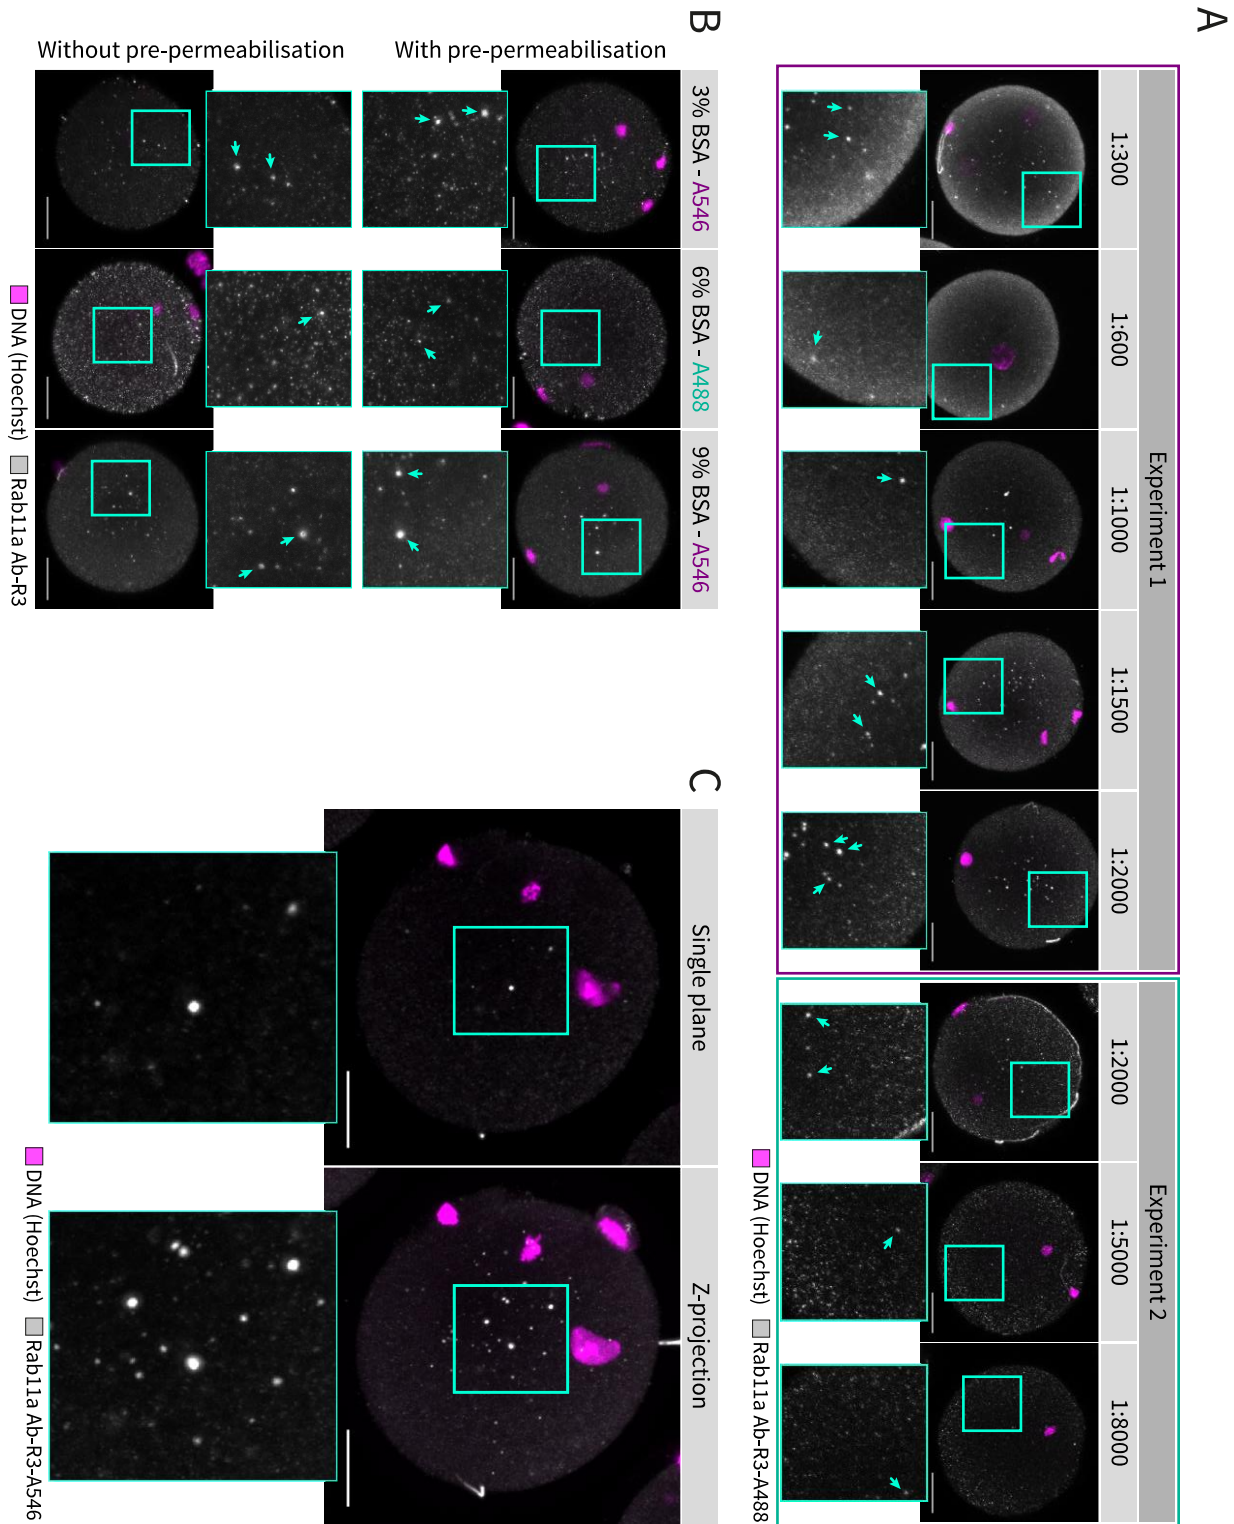 A
Experiment 1
1:300
1:600
1:1000
1:1500
1:2000
Experiment 2
1:2000
1:5000
1:8000
DNA (Hoechst) Rab11a Ab-R3-A488
B
3% BSA - A546
6% BSA - A488
9% BSA - A546
With pre-permeabilisation
Without pre-permeabilisation
DNA (Hoechst) Rab11a Ab-R3
C
Single plane
Z-projection
DNA (Hoechst) Rab11a Ab-R3-A546